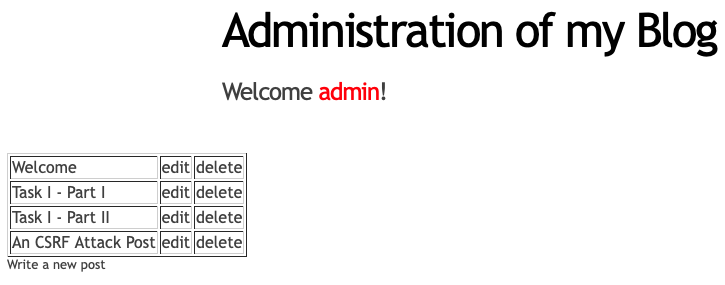 Administration of my Blog
Welcome admin!
Welcome edit delete
Task I - Part I edit delete
Task I - Part II edit delete
An CSRF Attack Post edit delete
Write a new post